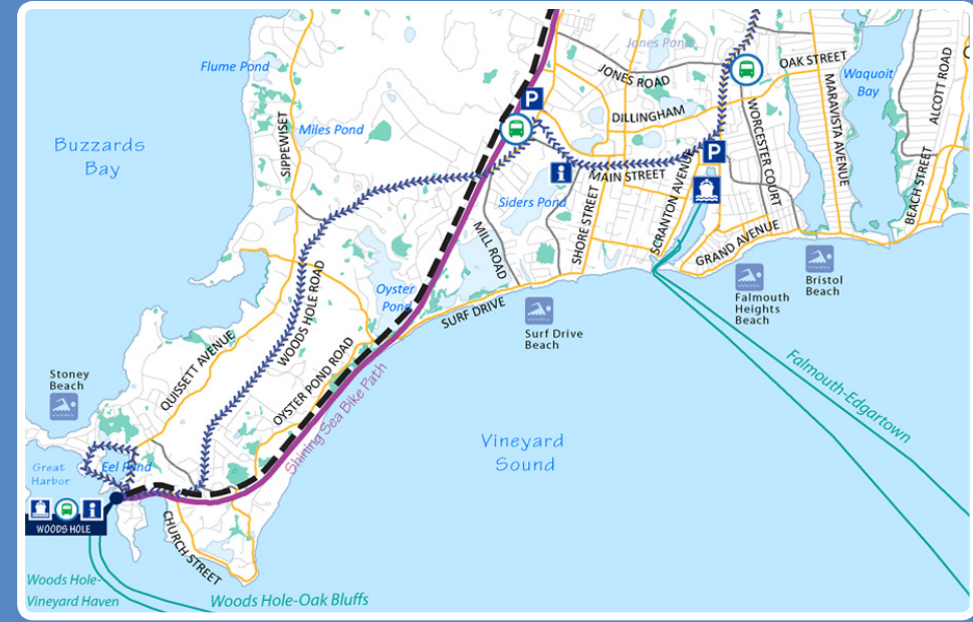 Jones Pond
OAK STREET
Flume Pond
JONES ROAD
Waquoit
Bay
P
ALCOTT ROAD
MARAVISTA AVENUE
DILLINGHAM
WORCESTER COURT
SIPPEWISET
Miles Pond
Buzzards
Bay
P
i
MAIN STREET
BEACH STREET
Siders Pond
SHORE STREET
SCRANTON AVENUE
GRAND AVENUE
MILL ROAD
WOODS HOLE ROAD
Oyster
Pond
SURF DRIVE
Bristol
Beach
Falmouth
Heights
Beach
Surf Drive
Beach
QUISSETT AVENUE
OYSTER POND ROAD
Stoney
Beach
Falmouth-Edgartown
Shining Sea Bike Path
Vineyard
Sound
Great
Harbor
Eel Pond
i
WOODS HOLE
CHURCH STREET
Woods Hole-
Vineyard Haven
Woods Hole-Oak Bluffs